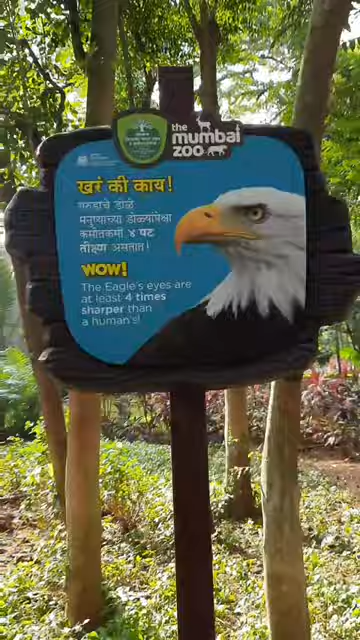 the
mumbai
zoo
खरं की काय!
गरुडाचे डोळे
मनुष्याच्या डोळ्यांपेक्षा
कमीतकमी ४ पट
तीक्ष्ण असतात!
WOW!
The Eagle's eyes are
at least 4 times
sharper than
a human's!